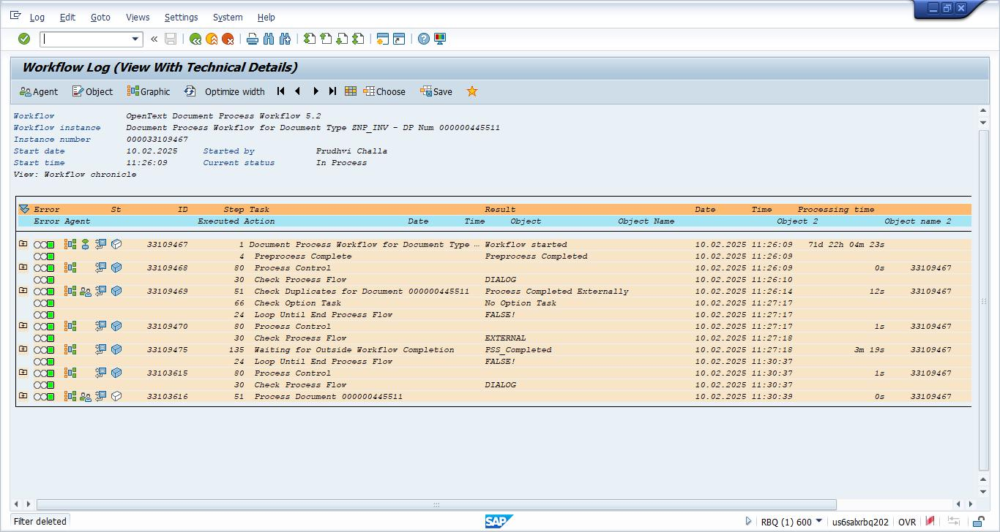 Log Edit Goto Views Settings System Help
Workflow Log (View With Technical Details)
Agent Object Graphic Optimize width Choose Save
Workflow OpenText Document Process Workflow 5.2
Workflow instance Document Process Workflow for Document Type ZNP_INV - DP Num 000000445511
Instance number 000033109467
Start date 10.02.2025 Started by Prudhvi Challa
Start time 11:26:09 Current status In Process
View: Workflow chronicle
Error St ID Step Task Result Date Time Processing time
Error Agent Executed Action Date Time Object Object Name Object 2 Object name 2
33109467 1 Document Process Workflow for Document Type … Workflow started 10.02.2025 11:26:09 71d 22h 04m 23s
4 Preprocess Complete Preprocess Completed 10.02.2025 11:26:09
33109468 80 Process Control 10.02.2025 11:26:09 0s 33109467
30 Check Process Flow DIALOG 10.02.2025 11:26:10
33109469 51 Check Duplicates for Document 000000445511 Process Completed Externally 10.02.2025 11:26:14 12s 33109467
66 Check Option Task No Option Task 10.02.2025 11:27:17
24 Loop Until End Process Flow FALSE! 10.02.2025 11:27:17
33109470 80 Process Control 10.02.2025 11:27:17 1s 33109467
30 Check Process Flow EXTERNAL 10.02.2025 11:27:18
33109475 135 Waiting for Outside Workflow Completion PSS_Completed 10.02.2025 11:27:18 3m 19s 33109467
24 Loop Until End Process Flow FALSE! 10.02.2025 11:30:37
33103615 80 Process Control 10.02.2025 11:30:37 1s 33109467
30 Check Process Flow DIALOG 10.02.2025 11:30:37
33103616 51 Process Document 000000445511 10.02.2025 11:30:39 0s 33109467
Filter deleted SAP RBQ (1) 600 us6salxrbq202 OVR